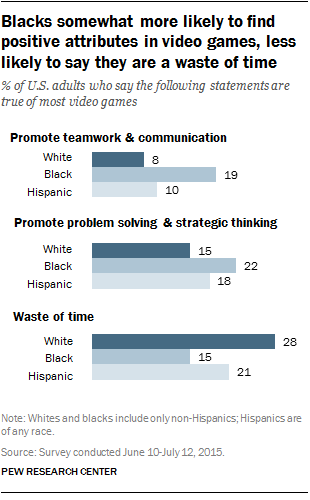 Blacks somewhat more likely to find
positive attributes in video games, less
likely to say they are a waste of time
% of U.S. adults who say the following statements are
true of most video games
Promote teamwork & communication
White 8
Black 19
Hispanic 10
Promote problem solving & strategic thinking
White 15
Black 22
Hispanic 18
Waste of time
White 28
Black 15
Hispanic 21
Note: Whites and blacks include only non-Hispanics; Hispanics are
of any race.
Source: Survey conducted June 10-July 12, 2015.
PEW RESEARCH CENTER